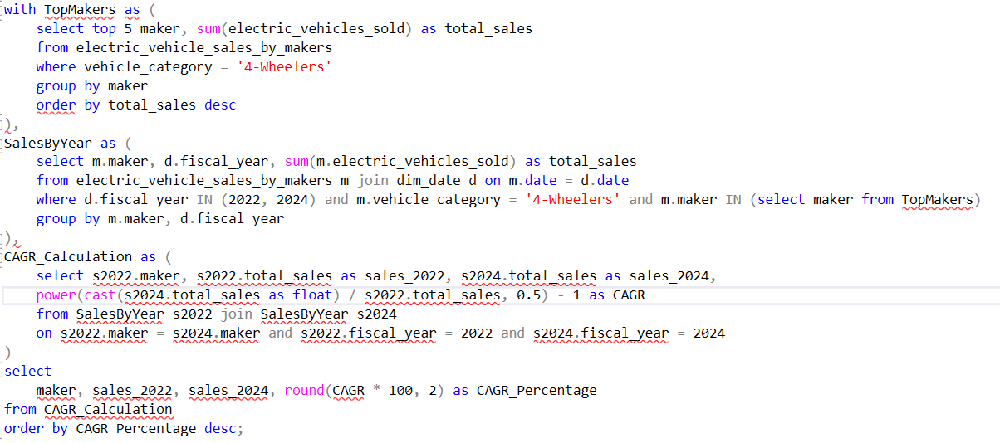 with TopMakers as (
    select top 5 maker, sum(electric_vehicles_sold) as total_sales
    from electric_vehicle_sales_by_makers
    where vehicle_category = '4-Wheelers'
    group by maker
    order by total_sales desc
),
SalesByYear as (
    select m.maker, d.fiscal_year, sum(m.electric_vehicles_sold) as total_sales
    from electric_vehicle_sales_by_makers m join dim_date d on m.date = d.date
    where d.fiscal_year IN (2022, 2024) and m.vehicle_category = '4-Wheelers' and m.maker IN (select maker from TopMakers)
    group by m.maker, d.fiscal_year
),
CAGR_Calculation as (
    select s2022.maker, s2022.total_sales as sales_2022, s2024.total_sales as sales_2024,
    power(cast(s2024.total_sales as float) / s2022.total_sales, 0.5) - 1 as CAGR
    from SalesByYear s2022 join SalesByYear s2024
    on s2022.maker = s2024.maker and s2022.fiscal_year = 2022 and s2024.fiscal_year = 2024
)
select
    maker, sales_2022, sales_2024, round(CAGR * 100, 2) as CAGR_Percentage
from CAGR_Calculation
order by CAGR_Percentage desc;